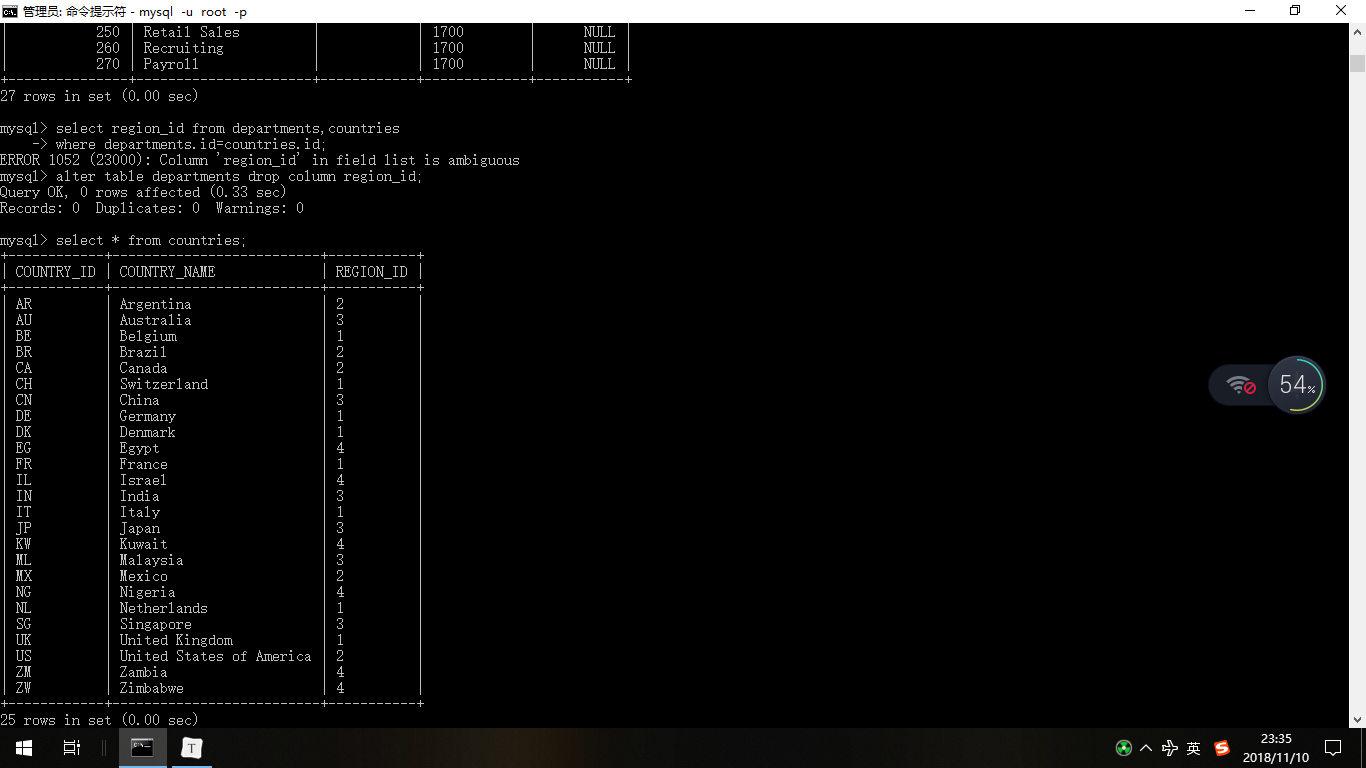 管理员: 命令提示符 - mysql  -u  root  -p
|         250 | Retail Sales         |            | 1700        |      NULL |
|         260 | Recruiting           |            | 1700        |      NULL |
|         270 | Payroll              |            | 1700        |      NULL |
+---------------+----------------------+------------+-------------+-----------+
27 rows in set (0.00 sec)
mysql> select region_id from departments,countries
    -> where departments.id=countries.id;
ERROR 1052 (23000): Column 'region_id' in field list is ambiguous
mysql> alter table departments drop column region_id;
Query OK, 0 rows affected (0.33 sec)
Records: 0  Duplicates: 0  Warnings: 0
mysql> select * from countries;
+------------+--------------------------+-----------+
| COUNTRY_ID | COUNTRY_NAME             | REGION_ID |
+------------+--------------------------+-----------+
| AR         | Argentina                | 2         |
| AU         | Australia                | 3         |
| BE         | Belgium                  | 1         |
| BR         | Brazil                   | 2         |
| CA         | Canada                   | 2         |
| CH         | Switzerland              | 1         |
| CN         | China                    | 3         |
| DE         | Germany                  | 1         |
| DK         | Denmark                  | 1         |
| EG         | Egypt                    | 4         |
| FR         | France                   | 1         |
| IL         | Israel                   | 4         |
| IN         | India                    | 3         |
| IT         | Italy                    | 1         |
| JP         | Japan                    | 3         |
| KW         | Kuwait                   | 4         |
| ML         | Malaysia                 | 3         |
| MX         | Mexico                   | 2         |
| NG         | Nigeria                  | 4         |
| NL         | Netherlands              | 1         |
| SG         | Singapore                | 3         |
| UK         | United Kingdom           | 1         |
| US         | United States of America | 2         |
| ZM         | Zambia                   | 4         |
| ZW         | Zimbabwe                 | 4         |
+------------+--------------------------+-----------+
25 rows in set (0.00 sec)
54%
T
英
S
23:35
2018/11/10